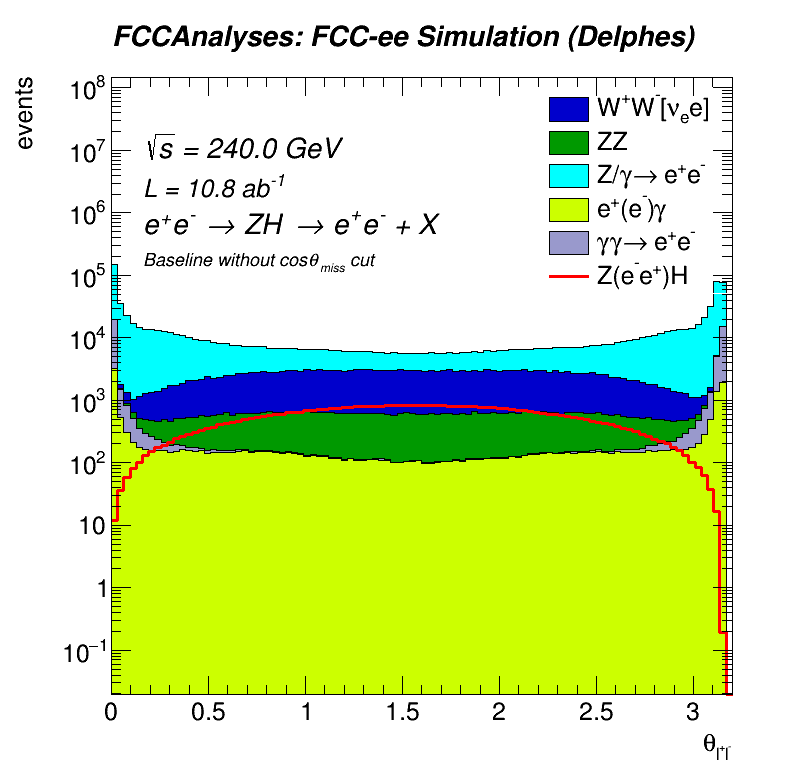 FCCAnalyses: FCC-ee Simulation (Delphes)
events
10⁸
10⁷
10⁶
10⁵
10⁴
10³
10²
10
1
10⁻¹
√s = 240.0 GeV
L = 10.8 ab⁻¹
e⁺e⁻ → ZH → e⁺e⁻ + X
Baseline without cosθ_miss cut
W⁺W⁻[νₑe]
ZZ
Z/γ→ e⁺e⁻
e⁺(e⁻)γ
γγ→ e⁺e⁻
Z(e⁻e⁺)H
0 0.5 1 1.5 2 2.5 3
θ_l⁺l⁻